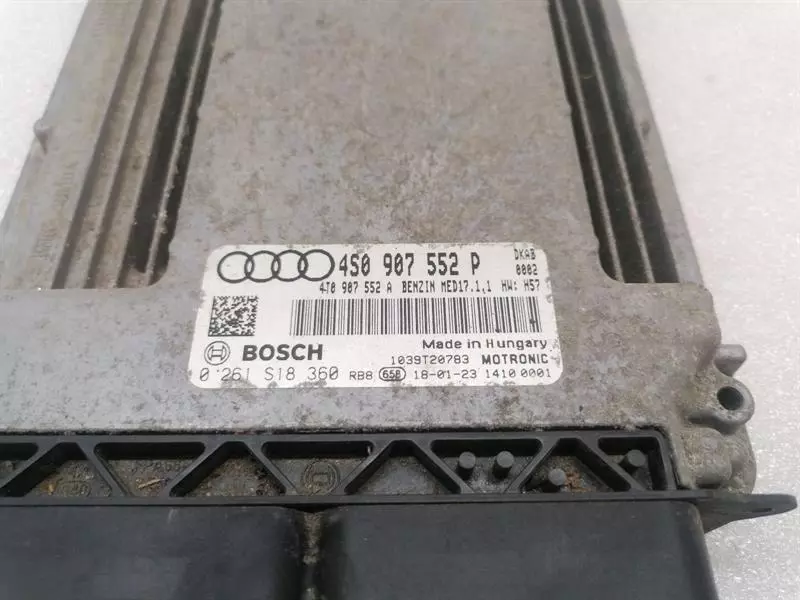 4S0 907 552 P
DKAB
0002
4T0 907 552 A BENZIN MED17.1.1 HW: H57
BOSCH
Made in Hungary
1039T20783 MOTRONIC
0 261 S18 360 RB8 658 18-01-23 1410 0001